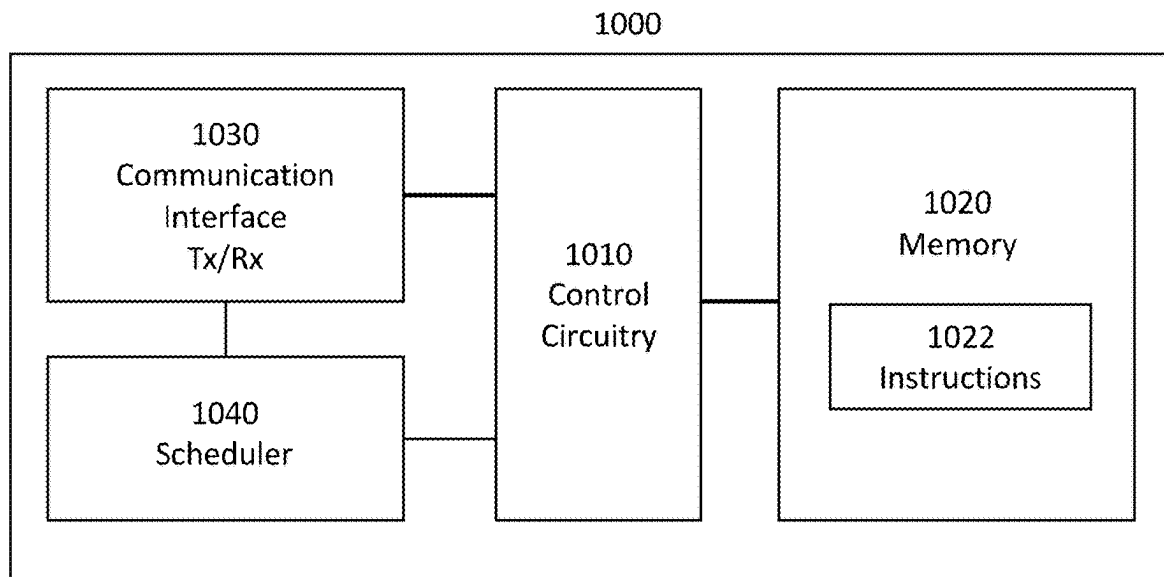 1000
1030
Communication
Interface
Tx/Rx
1040
Scheduler
1010
Control
Circuitry
1020
Memory
1022
Instructions